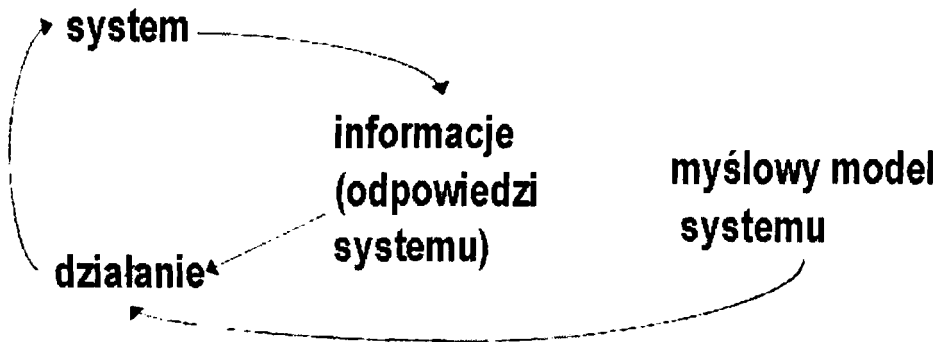 system
informacje
(odpowiedzi
systemu)
myślowy model
systemu
działanie